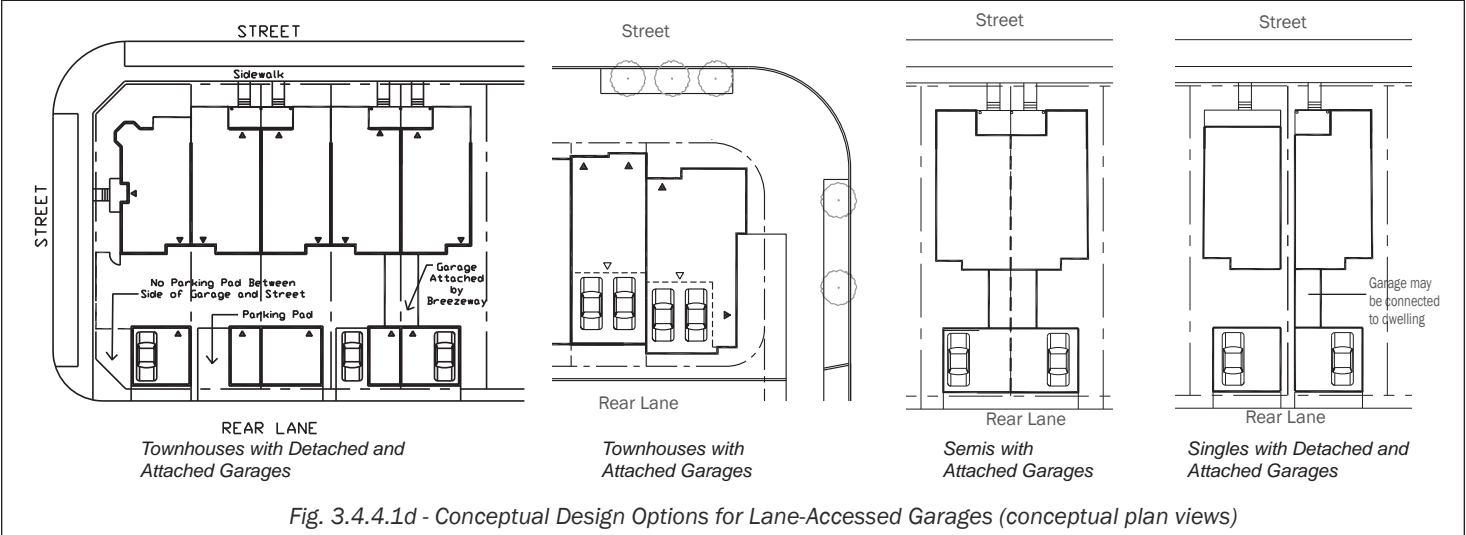 STREET
STREET
Sidewalk
No Parking Pad Between
Side of Garage and Street
Parking Pad
Garage
Attached
by
Breezeway
REAR LANE
Townhouses with Detached and
Attached Garages
Street
Rear Lane
Townhouses with
Attached Garages
Street
Rear Lane
Semis with
Attached Garages
Street
Garage may
be connected
to dwelling
Rear Lane
Singles with Detached and
Attached Garages
Fig. 3.4.4.1d - Conceptual Design Options for Lane-Accessed Garages (conceptual plan views)